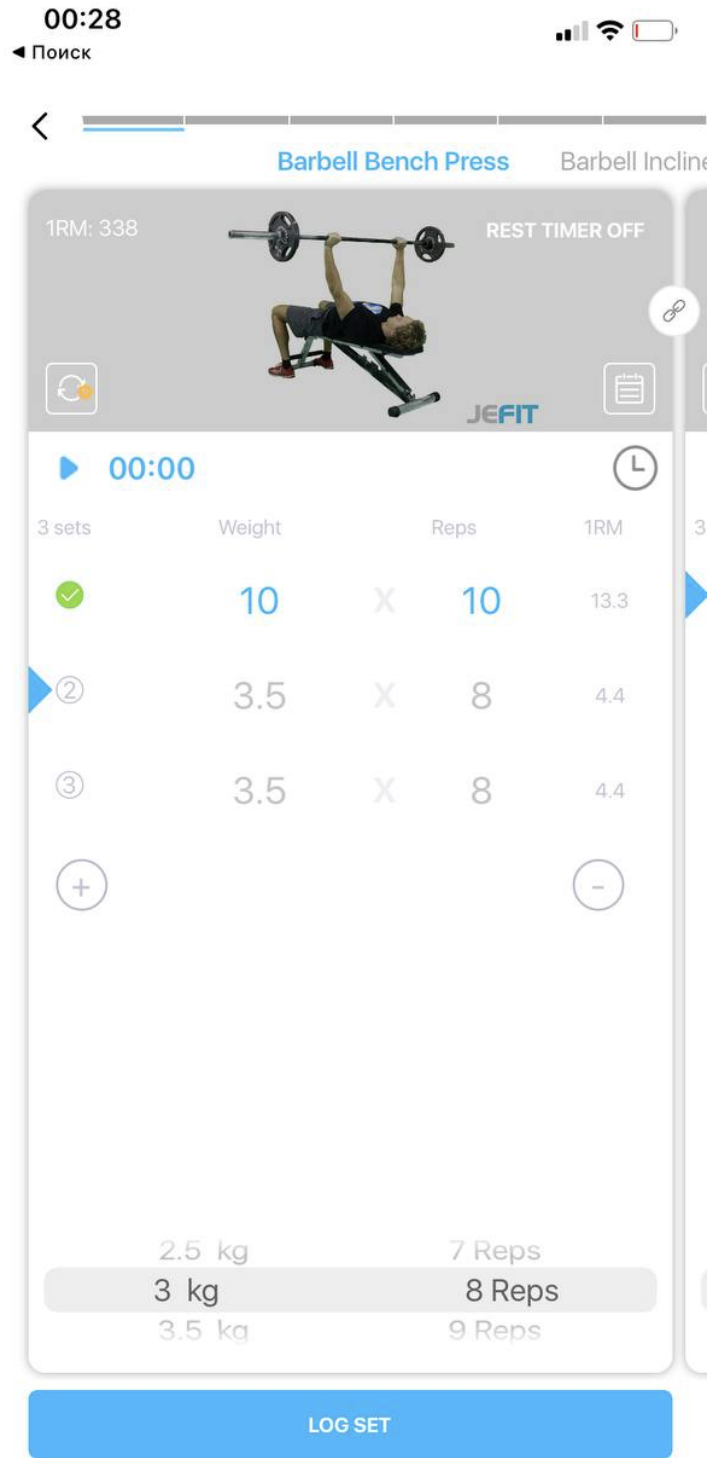 00:28
◀ Поиск
Barbell Bench Press Barbell Incline
1RM: 338 REST TIMER OFF
JEFIT
00:00
3 sets Weight Reps 1RM 3
10 X 10 13.3
2 3.5 X 8 4.4
3 3.5 X 8 4.4
+ -
2.5 kg 7 Reps
3 kg 8 Reps
3.5 kg 9 Reps
LOG SET